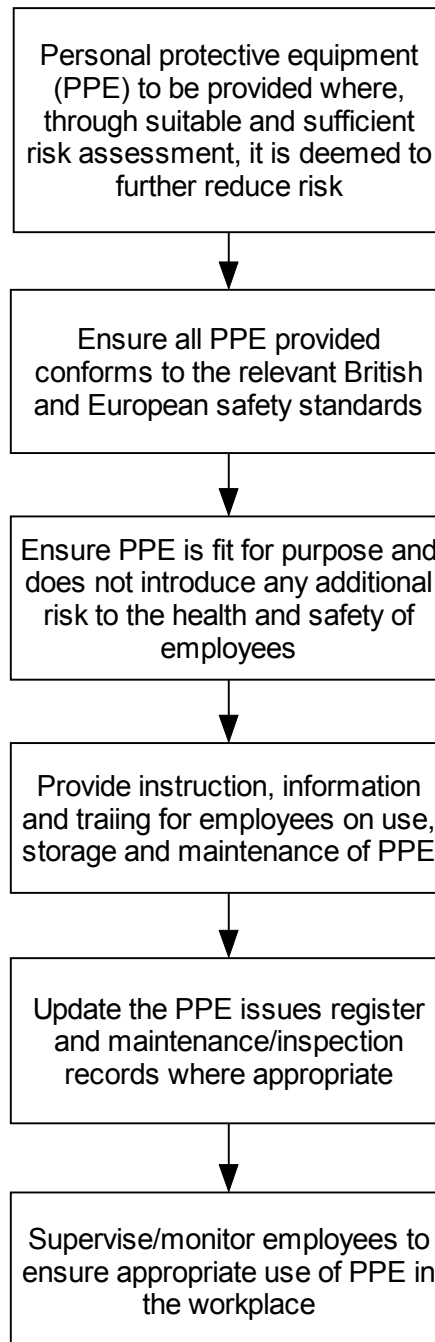 Personal protective equipment
(PPE) to be provided where,
through suitable and sufficient
risk assessment, it is deemed to
further reduce risk
Ensure all PPE provided
conforms to the relevant British
and European safety standards
Ensure PPE is fit for purpose and
does not introduce any additional
risk to the health and safety of
employees
Provide instruction, information
and traiing for employees on use,
storage and maintenance of PPE
Update the PPE issues register
and maintenance/inspection
records where appropriate
Supervise/monitor employees to
ensure appropriate use of PPE in
the workplace